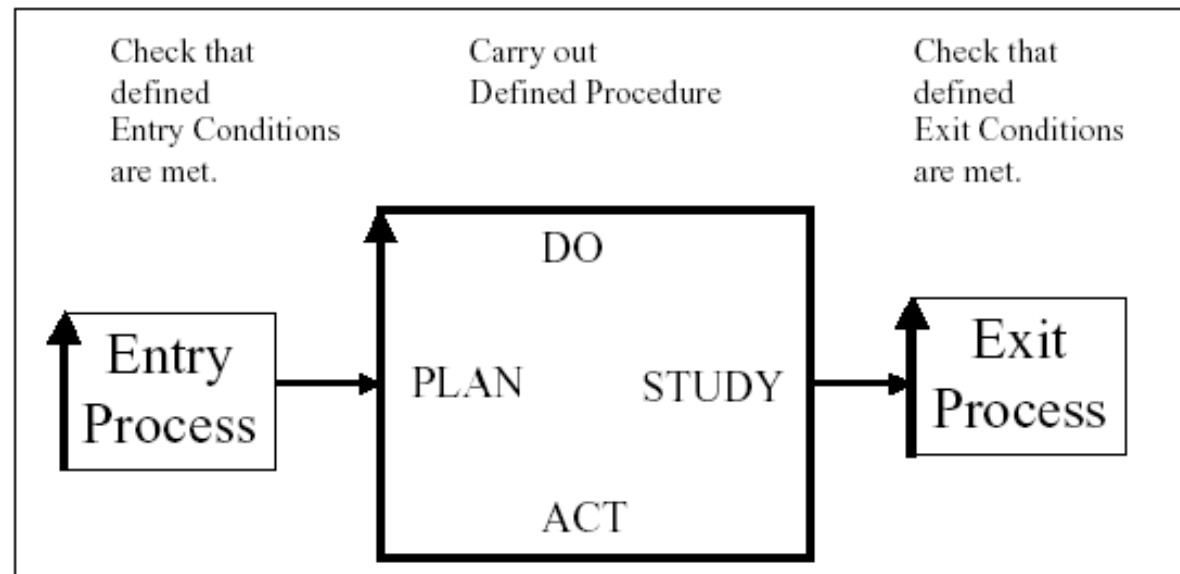 Check that
defined
Entry Conditions
are met.
Carry out
Defined Procedure
Check that
defined
Exit Conditions
are met.
Entry
Process
DO
PLAN
STUDY
ACT
Exit
Process